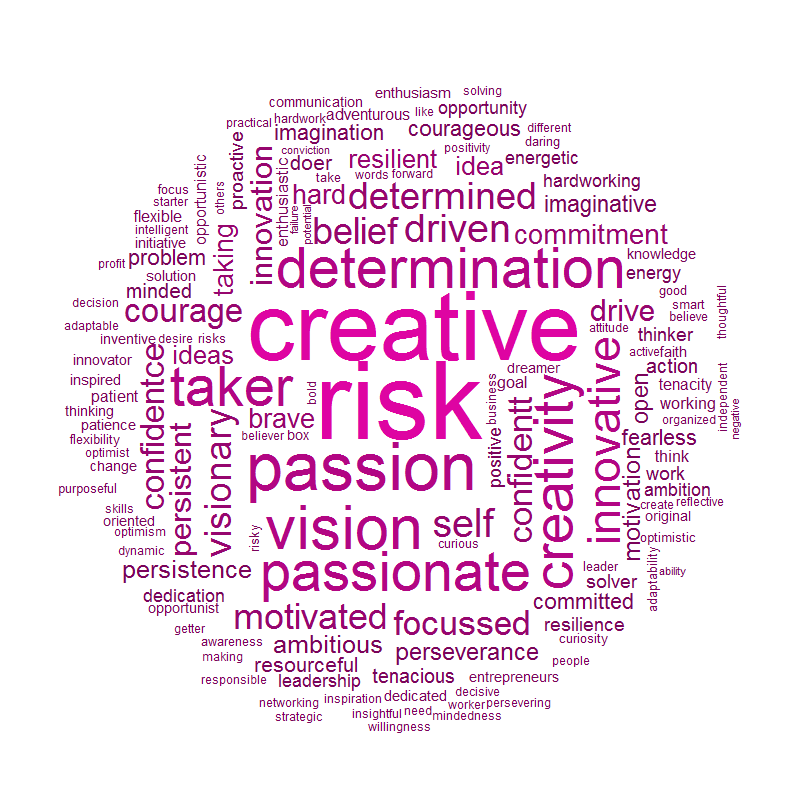 solving
enthusiasm
communication
opportunity
like
adventurous
hardwork
practical
imagination
courageous
different
daring
conviction
positivity
doer
resilient
idea
energetic
proactive
enthusiastic
innovation
opportunistic
others
failure
potential
take
words
forward
hardworking
focus
starter
hard
determined
imaginative
flexible
intelligent
initiative
taking
belief
driven
commitment
problem
profit
solution
determination
knowledge
energy
minded
good
decision
courage
creative
drive
smart
believe
thoughtful
adaptable
attitude
inventive
desire
risks
thinker
innovator
ideas
active
faith
inspired
taker
risk
dreamer
goal
action
tenacity
patient
bold
business
open
working
independent
negative
thinking
patience
confidentce
brave
organized
flexibility
believer
box
fearless
optimist
persistent
visionary
passion
positive
confidentt
creativity
innovative
think
change
motivation
work
purposeful
ambition
skills
create
reflective
oriented
vision
self
original
optimism
risky
curious
optimistic
dynamic
persistence
passionate
leader
adaptability
ability
solver
dedication
opportunist
committed
motivated
focussed
getter
resilience
awareness
ambitious
perseverance
curiosity
making
resourceful
people
responsible
leadership
tenacious
entrepreneurs
networking
inspiration
dedicated
decisive
worker
persevering
strategic
insightful
need
mindedness
willingness